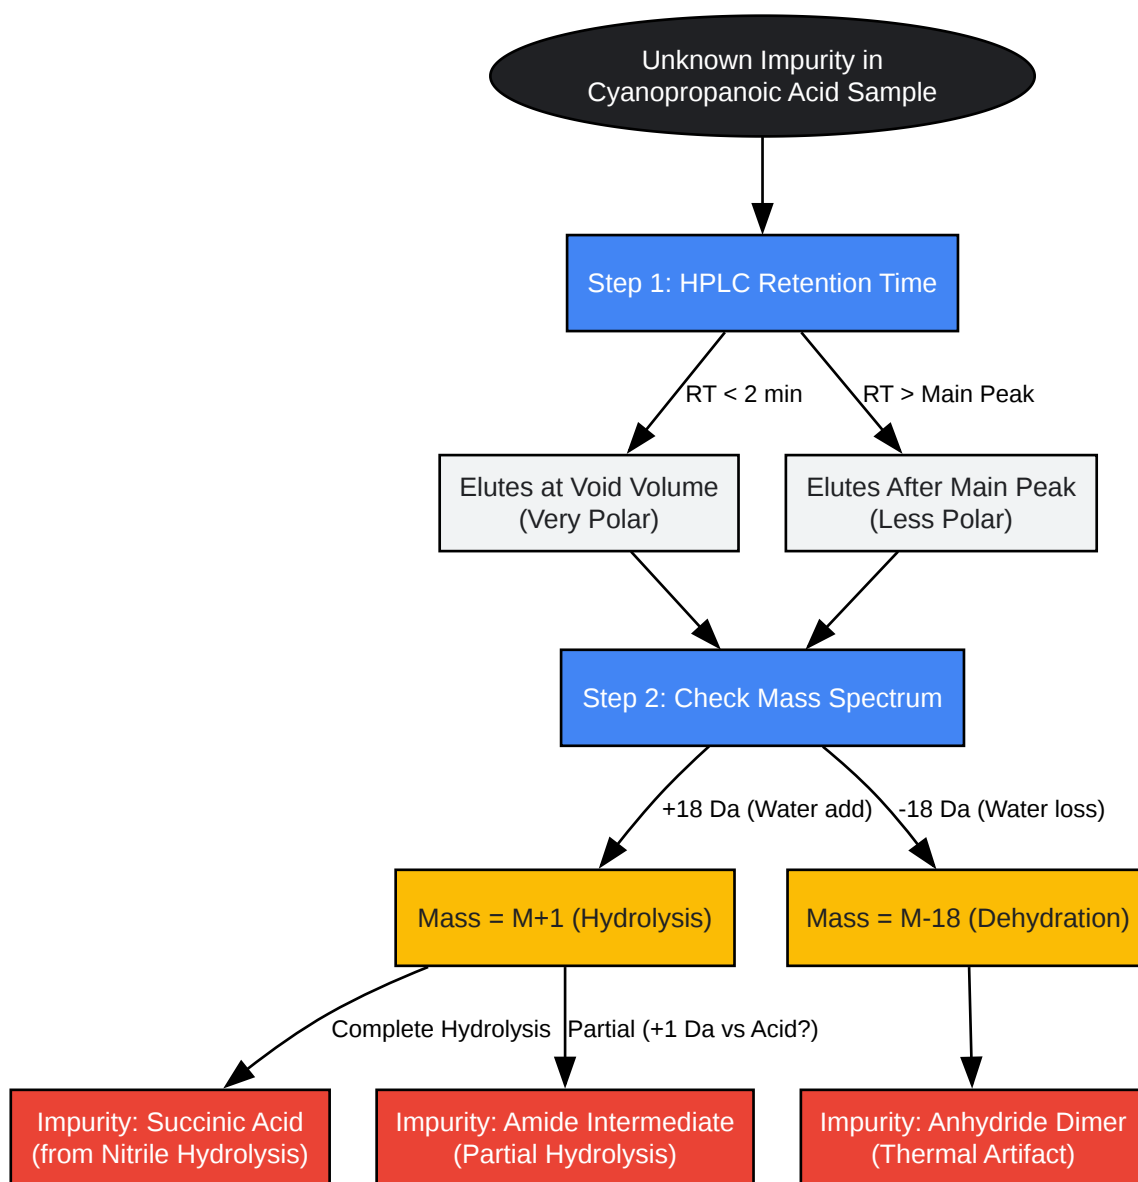 Unknown Impurity in
Cyanopropanoic Acid Sample
Step 1: HPLC Retention Time
RT < 2 min
RT > Main Peak
Elutes at Void Volume
(Very Polar)
Elutes After Main Peak
(Less Polar)
Step 2: Check Mass Spectrum
+18 Da (Water add)
-18 Da (Water loss)
Mass = M+1 (Hydrolysis)
Mass = M-18 (Dehydration)
Complete Hydrolysis
Partial (+1 Da vs Acid?)
Impurity: Succinic Acid
(from Nitrile Hydrolysis)
Impurity: Amide Intermediate
(Partial Hydrolysis)
Impurity: Anhydride Dimer
(Thermal Artifact)